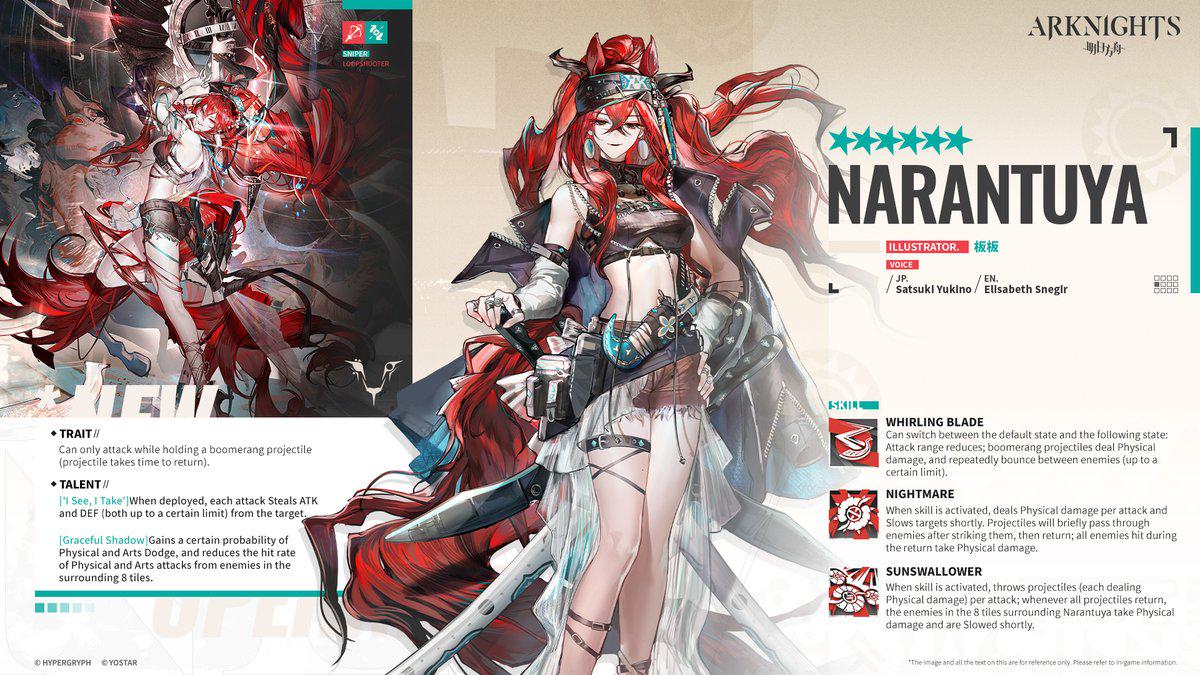 SNIPER
LOOPSHOOTER
ARKNIGHTS
明日方舟
NARANTUYA
ILLUSTRATOR. 板板
VOICE
JP.
Satsuki Yukino
EN.
Elisabeth Snegir
*NEW
◆ TRAIT//
Can only attack while holding a boomerang projectile
(projectile takes time to return).
◆ TALENT//
['I See, I Take']When deployed, each attack Steals ATK
and DEF (both up to a certain limit) from the target.
[Graceful Shadow]Gains a certain probability of
Physical and Arts Dodge, and reduces the hit rate
of Physical and Arts attacks from enemies in the
surrounding 8 tiles.
SKILL
WHIRLING BLADE
Can switch between the default state and the following state:
Attack range reduces; boomerang projectiles deal Physical
damage, and repeatedly bounce between enemies (up to a
certain limit).
NIGHTMARE
When skill is activated, deals Physical damage per attack and
Slows targets shortly. Projectiles will briefly pass through
enemies after striking them, then return; all enemies hit during
the return take Physical damage.
SUNSWALLOWER
When skill is activated, throws projectiles (each dealing
Physical damage) per attack; whenever all projectiles return,
the enemies in the 8 tiles surrounding Narantuya take Physical
damage and are Slowed shortly.
© HYPERGRYPH © YOSTAR
*The image and all the text on this are for reference only. Please refer to in-game information.